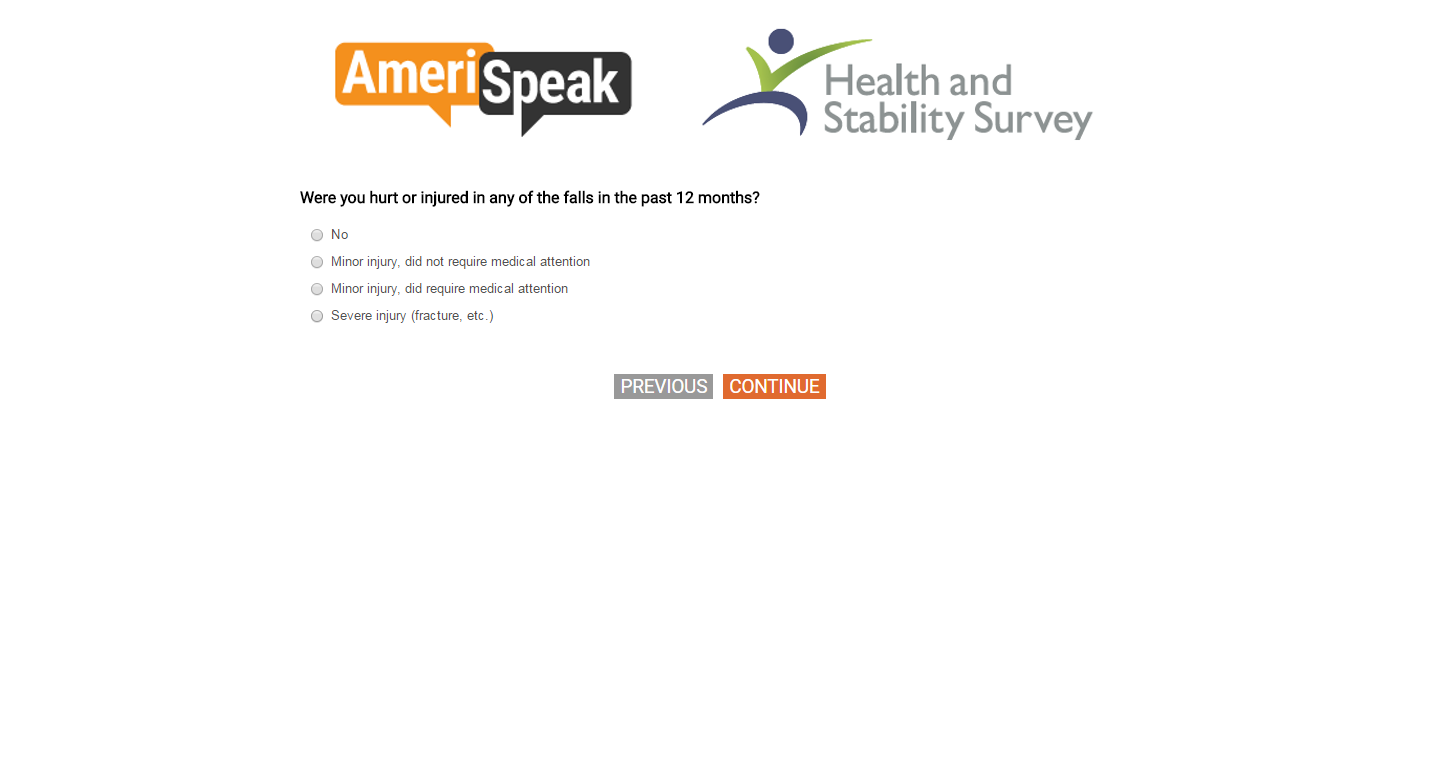 AmeriSpeak
Health and
Stability Survey
Were you hurt or injured in any of the falls in the past 12 months?
No
Minor injury, did not require medical attention
Minor injury, did require medical attention
Severe injury (fracture, etc.)
PREVIOUS CONTINUE